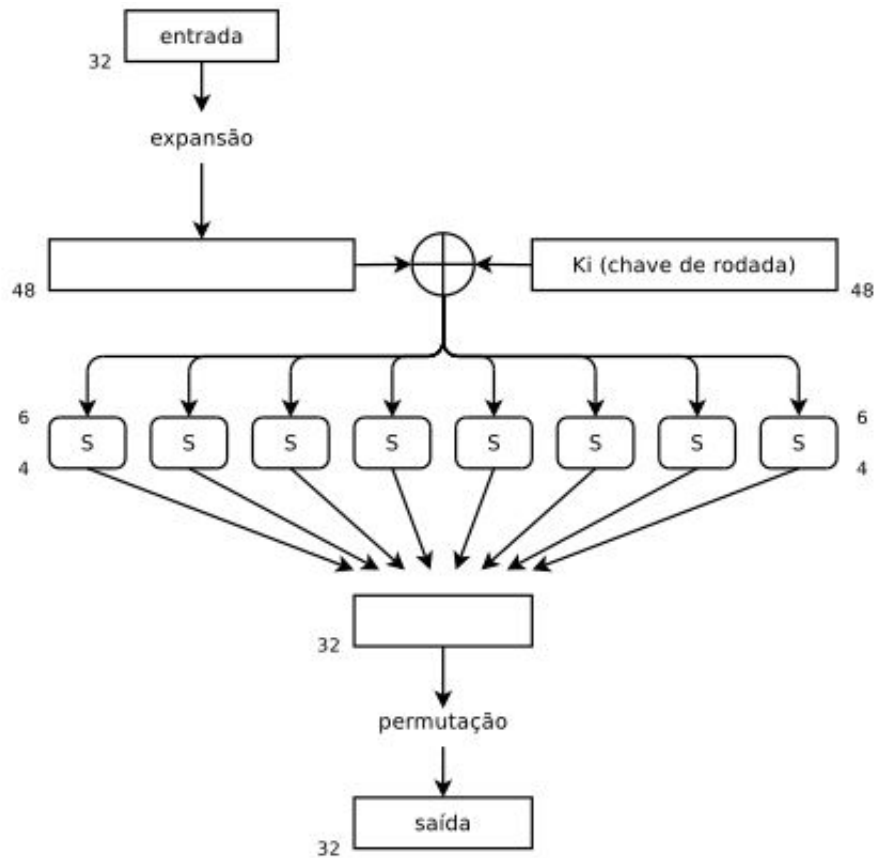 entrada
32
expansão
Ki (chave de rodada)
48
48
6
6
S S S S S S S S
4
4
32
permutação
saída
32